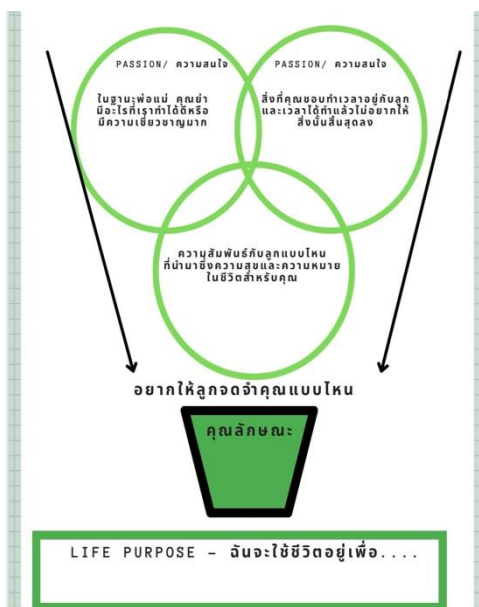 PASSION/ ความสนใจ
ในฐานะพ่อแม่ คุณย่า
มีอะไรที่เราทำได้ดีหรือ
มีความเชี่ยวชาญมาก
PASSION/ ความสนใจ
สิ่งที่คุณชอบทำเวลาอยู่กับลูก
และเวลาได้ทำแล้วไม่อยากให้
สิ่งนั้นสิ้นสุดลง
ความสัมพันธ์กับลูกแบบไหน
ที่นำมาซึ่งความสุขและความหมาย
ในชีวิตสำหรับคุณ
อยากให้ลูกจดจำคุณแบบไหน
คุณลักษณะ
LIFE PURPOSE – ฉันจะใช้ชีวิตอยู่เพื่อ....